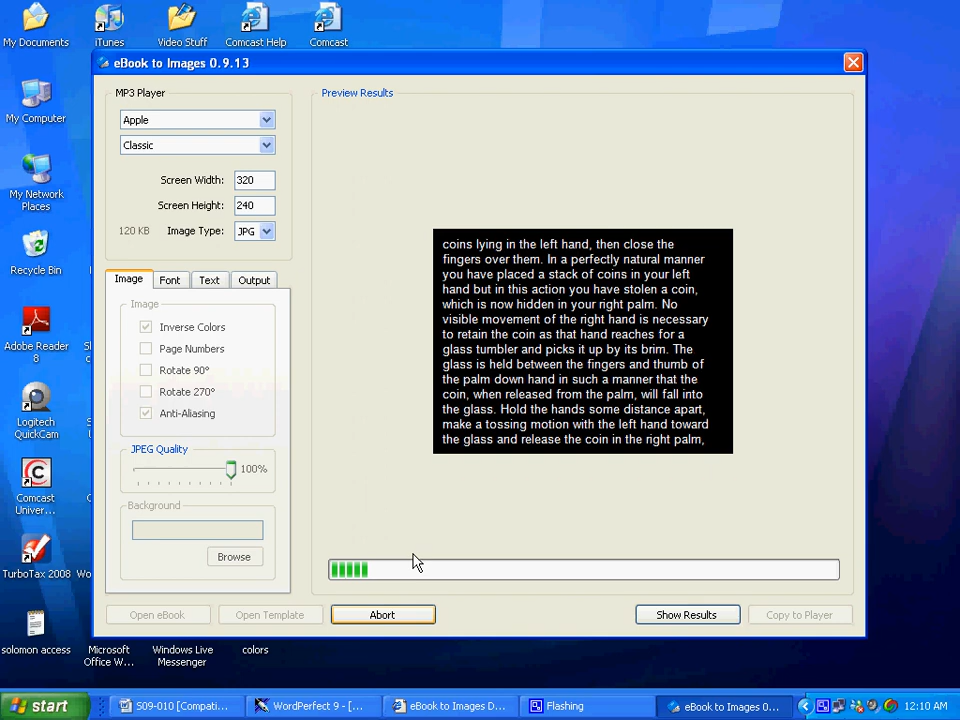 My Documents
iTunes
Video Stuff
Comcast Help
Comcast
eBook to Images 0.9.13
MP3 Player
Preview Results
Apple
Classic
Screen Width:
320
Screen Height:
240
120 KB
Image Type:
JPG
Image
Font
Text
Output
Image
Inverse Colors
Page Numbers
Rotate 90°
Rotate 270°
Anti-Aliasing
JPEG Quality
100%
Background
Browse
coins lying in the left hand, then close the
fingers over them. In a perfectly natural manner
you have placed a stack of coins in your left
hand but in this action you have stolen a coin,
which is now hidden in your right palm. No
visible movement of the right hand is necessary
to retain the coin as that hand reaches for a
glass tumbler and picks it up by its brim. The
glass is held between the fingers and thumb of
the palm down hand in such a manner that the
coin, when released from the palm, will fall into
the glass. Hold the hands some distance apart,
make a tossing motion with the left hand toward
the glass and release the coin in the right palm,
Open eBook
Open Template
Abort
Show Results
Copy to Player
My Computer
My Network
Places
Recycle Bin
Adobe Reader
8
Logitech
QuickCam
Comcast
Univer...
TurboTax 2008
Wo
solomon access
Microsoft
Office W...
Windows Live
Messenger
colors
start
S09-010 [Compati...
WordPerfect 9 - [...
eBook to Images D...
Flashing
eBook to Images 0...
12:10 AM